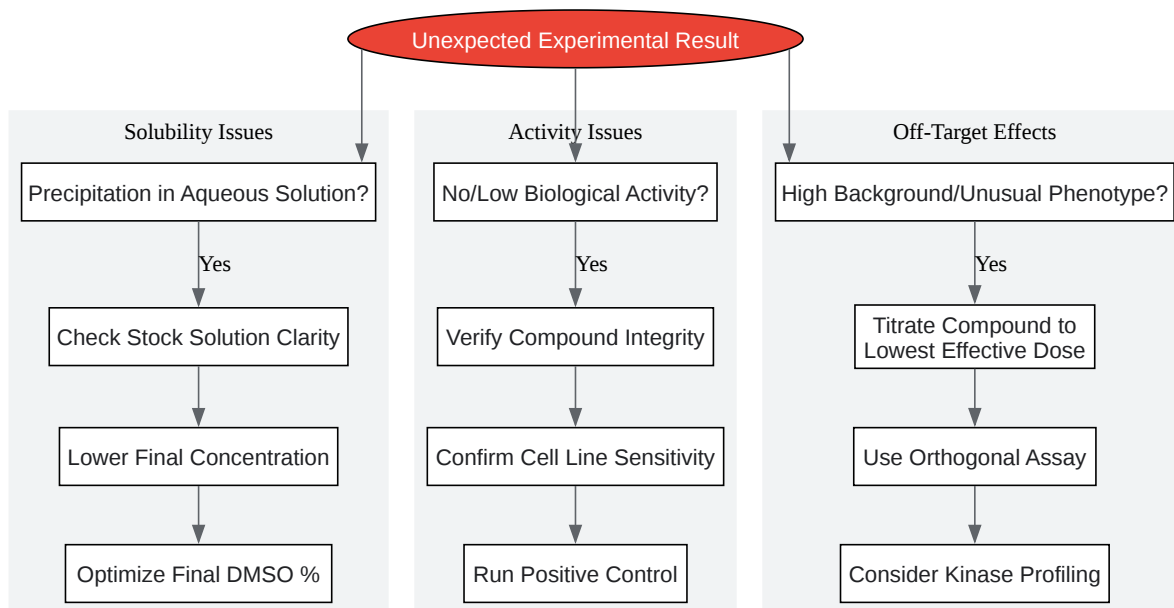 Unexpected Experimental Result
Solubility Issues
Precipitation in Aqueous Solution?
Yes
Check Stock Solution Clarity
Lower Final Concentration
Optimize Final DMSO %
Activity Issues
No/Low Biological Activity?
Yes
Verify Compound Integrity
Confirm Cell Line Sensitivity
Run Positive Control
Off-Target Effects
High Background/Unusual Phenotype?
Yes
Titrate Compound to
Lowest Effective Dose
Use Orthogonal Assay
Consider Kinase Profiling